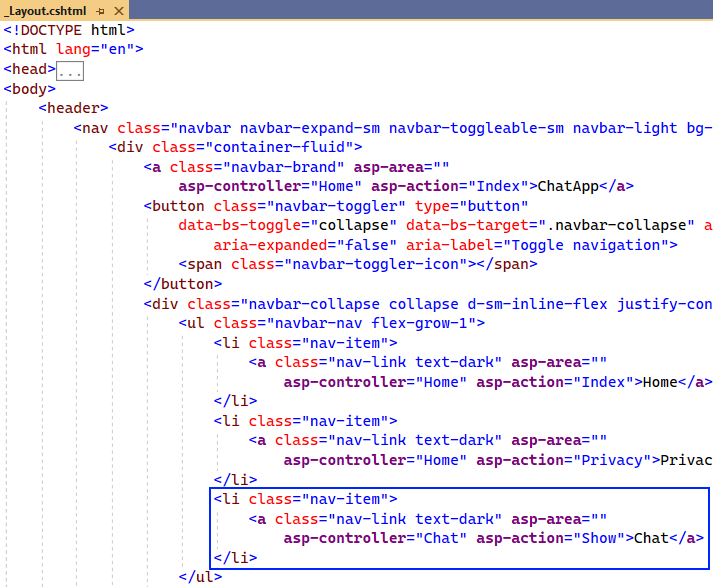 _Layout.cshtml
<!DOCTYPE html>
<html lang="en">
<head>...
<body>
<header>
<nav class="navbar navbar-expand-sm navbar-toggleable-sm navbar-light bg-
<div class="container-fluid">
<a class="navbar-brand" asp-area=""
asp-controller="Home" asp-action="Index">ChatApp</a>
<button class="navbar-toggler" type="button"
data-bs-toggle="collapse" data-bs-target=".navbar-collapse" a
aria-expanded="false" aria-label="Toggle navigation">
<span class="navbar-toggler-icon"></span>
</button>
<div class="navbar-collapse collapse d-sm-inline-flex justify-con
<ul class="navbar-nav flex-grow-1">
<li class="nav-item">
<a class="nav-link text-dark" asp-area=""
asp-controller="Home" asp-action="Index">Home</a>
</li>
<li class="nav-item">
<a class="nav-link text-dark" asp-area=""
asp-controller="Home" asp-action="Privacy">Privac
</li>
<li class="nav-item">
<a class="nav-link text-dark" asp-area=""
asp-controller="Chat" asp-action="Show">Chat</a>
</li>
</ul>